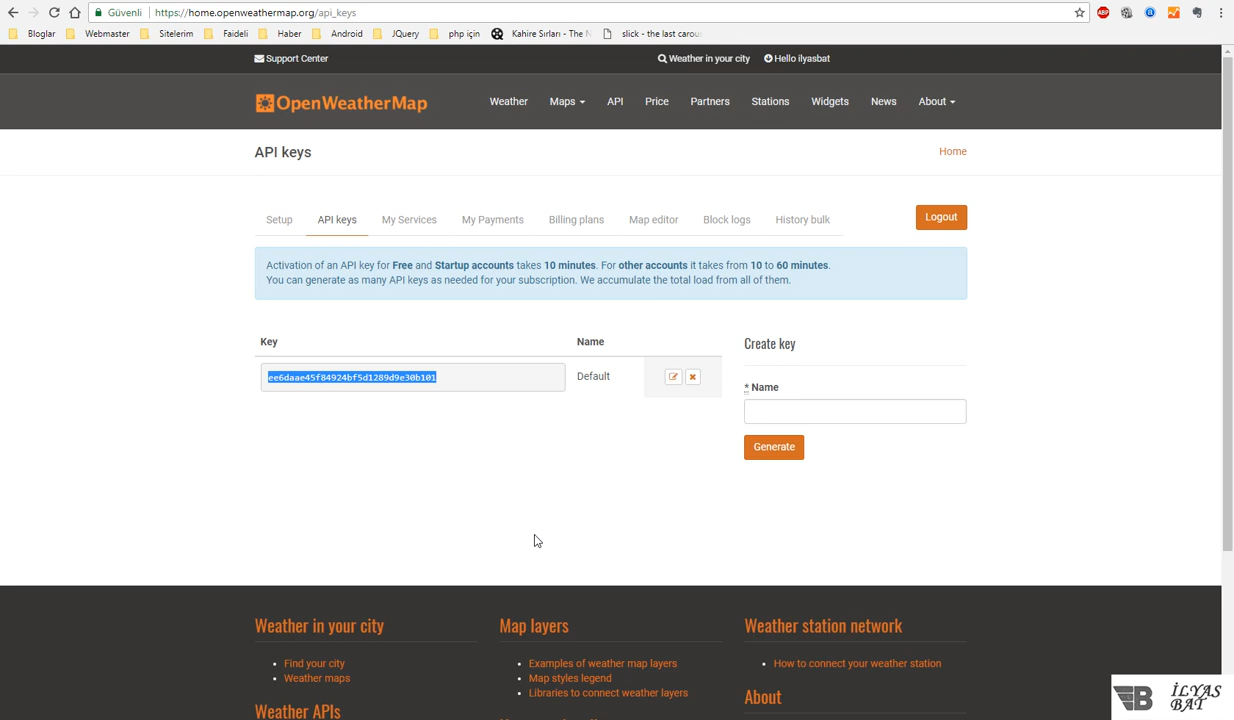 Güvenli | https://home.openweathermap.org/api_keys
Bloglar Webmaster Sitelerim Faideli Haber Android JQuery php için Kahire Sırları - The N slick - the last carou
Support Center Weather in your city Hello ilyasbat
OpenWeatherMap Weather Maps API Price Partners Stations Widgets News About
API keys Home
Setup API keys My Services My Payments Billing plans Map editor Block logs History bulk Logout
Activation of an API key for Free and Startup accounts takes 10 minutes. For other accounts it takes from 10 to 60 minutes.
You can generate as many API keys as needed for your subscription. We accumulate the total load from all of them.
Key Name Create key
ee6daae45f84924bf5d1289d9e30b101 Default
* Name
Generate
Weather in your city Map layers Weather station network
Find your city Examples of weather map layers How to connect your weather station
Weather maps Map styles legend
Libraries to connect weather layers
Weather APIs About
İLYAS
BAT